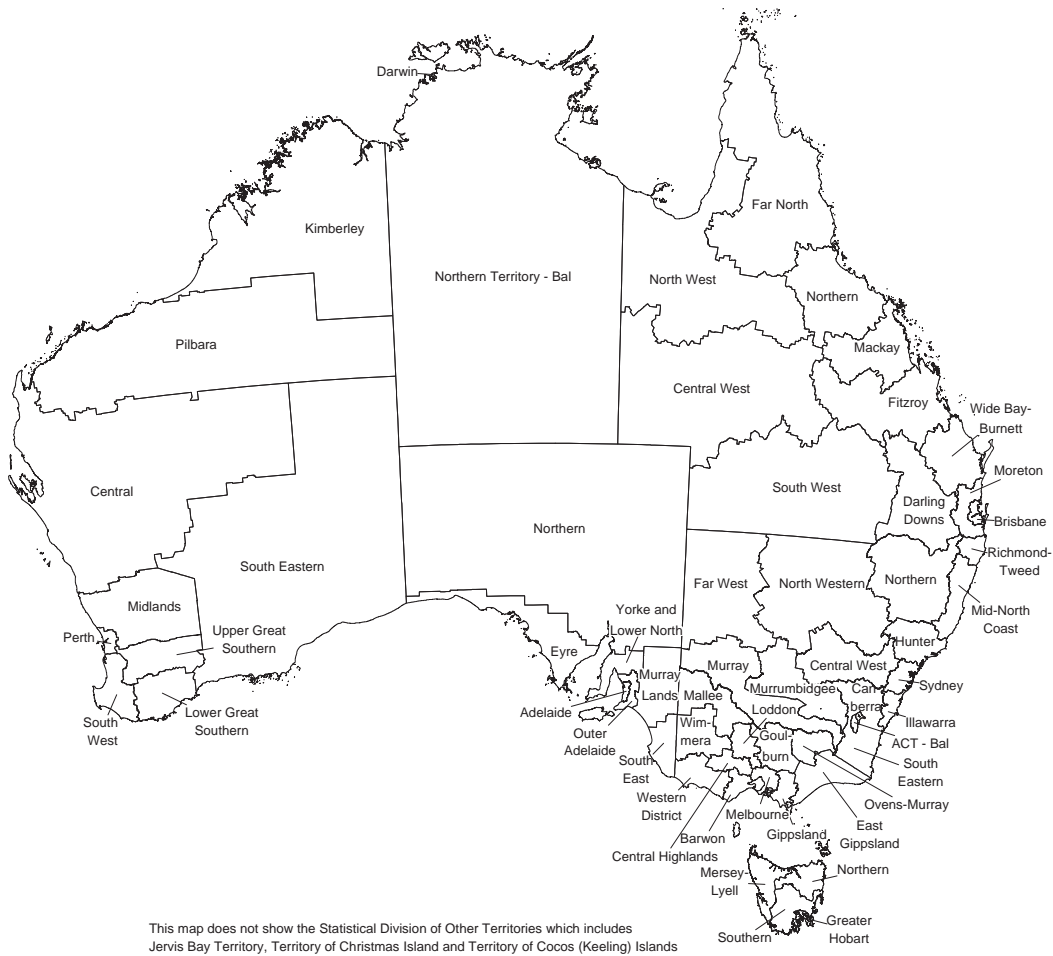 Darwin
Far North
Kimberley
Northern Territory - Bal
North West
Northern
Pilbara
Mackay
Central West
Fitzroy
Wide Bay-
Burnett
Moreton
Central
South West
Darling
Downs
Brisbane
Northern
Richmond-
Tweed
South Eastern
Far West
North Western
Northern
Midlands
Yorke and
Lower North
Mid-North
Coast
Perth
Upper Great
Southern
Hunter
Eyre
Murray
Lands
Murray
Central West
Mallee
Murrumbidgee
Can-
berra
Sydney
South
West
Lower Great
Southern
Adelaide
Outer
Adelaide
Loddon
Wim-
mera
Goul-
burn
Illawarra
ACT - Bal
South
East
South
Eastern
Western
District
Ovens-Murray
Melbourne
East
Gippsland
Gippsland
Barwon
Central Highlands
Mersey-
Lyell
Northern
Greater
Hobart
Southern
This map does not show the Statistical Division of Other Territories which includes
Jervis Bay Territory, Territory of Christmas Island and Territory of Cocos (Keeling) Islands